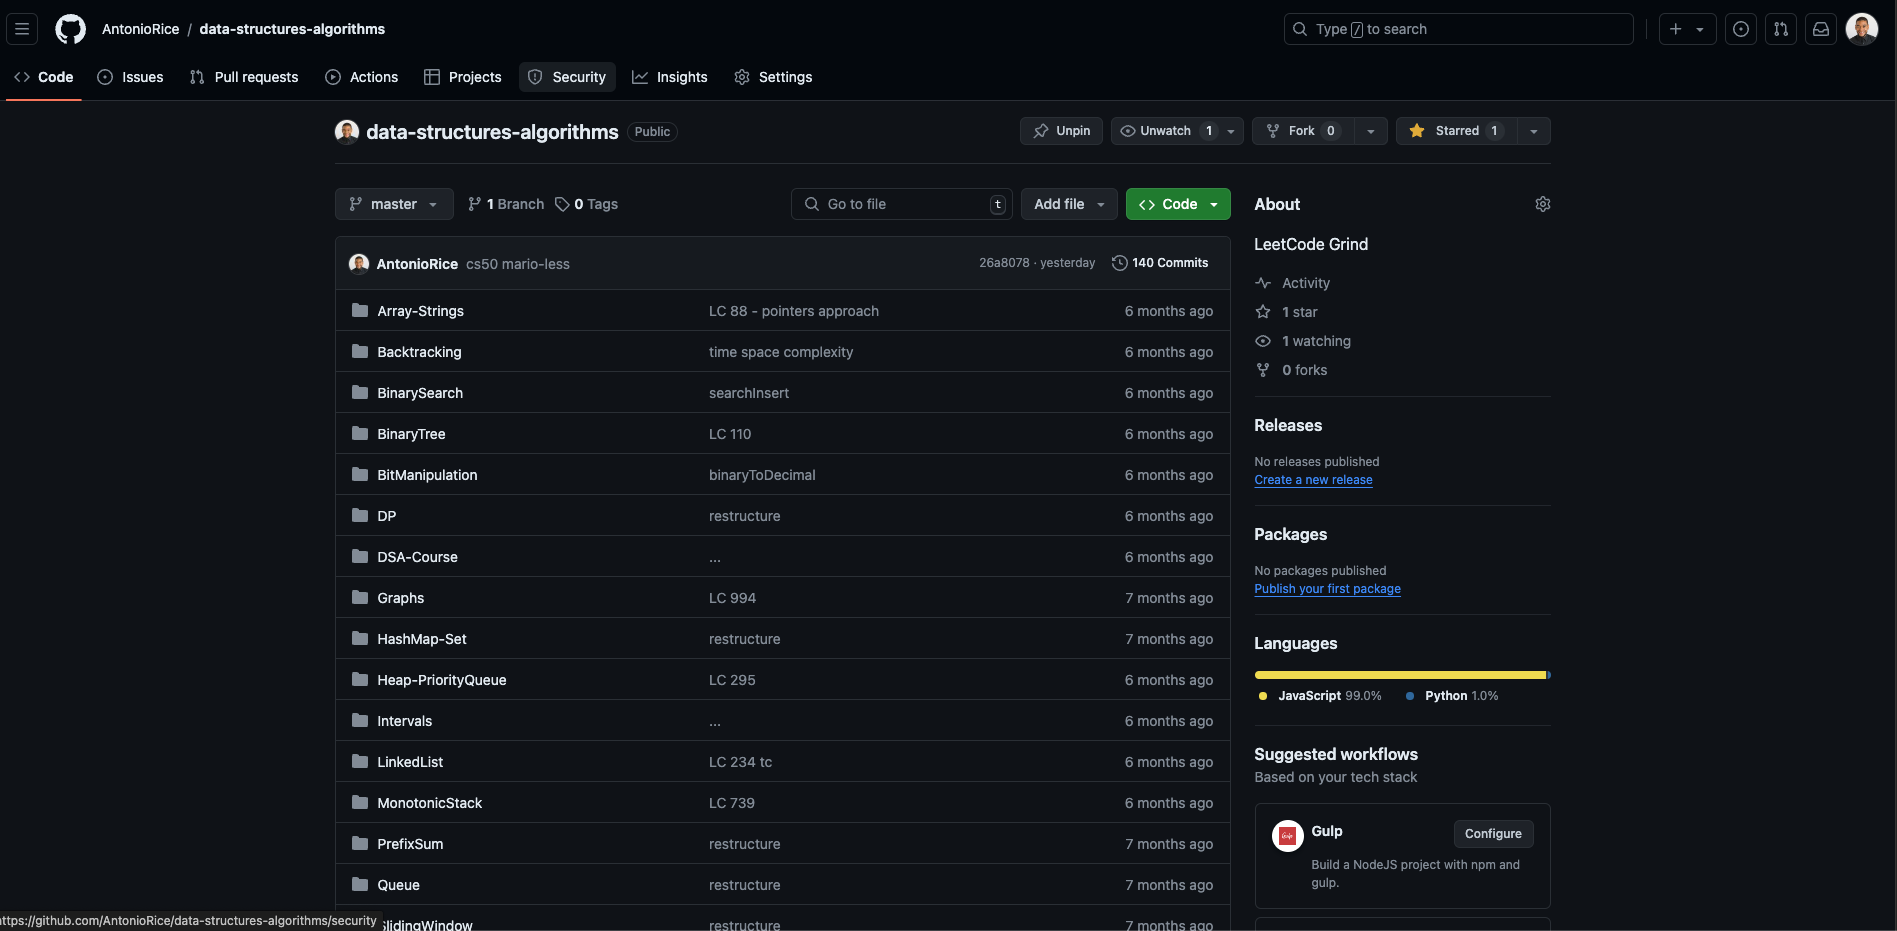 AntonioRice / data-structures-algorithms
Type / to search
Code Issues Pull requests Actions Projects Security Insights Settings
data-structures-algorithms Public
Unpin Unwatch 1 Fork 0 Starred 1
master 1 Branch 0 Tags
Go to file t Add file Code
AntonioRice cs50 mario-less 26a8078 · yesterday 140 Commits
Array-Strings LC 88 - pointers approach 6 months ago
Backtracking time space complexity 6 months ago
BinarySearch searchInsert 6 months ago
BinaryTree LC 110 6 months ago
BitManipulation binaryToDecimal 6 months ago
DP restructure 6 months ago
DSA-Course ... 6 months ago
Graphs LC 994 7 months ago
HashMap-Set restructure 7 months ago
Heap-PriorityQueue LC 295 6 months ago
Intervals ... 6 months ago
LinkedList LC 234 tc 6 months ago
MonotonicStack LC 739 6 months ago
PrefixSum restructure 7 months ago
Queue restructure 7 months ago
SlidingWindow restructure 7 months ago
About
LeetCode Grind
Activity
1 star
1 watching
0 forks
Releases
No releases published
Create a new release
Packages
No packages published
Publish your first package
Languages
JavaScript 99.0% Python 1.0%
Suggested workflows
Based on your tech stack
Gulp
Gulp Configure
Build a NodeJS project with npm and
gulp.
ttps://github.com/AntonioRice/data-structures-algorithms/security